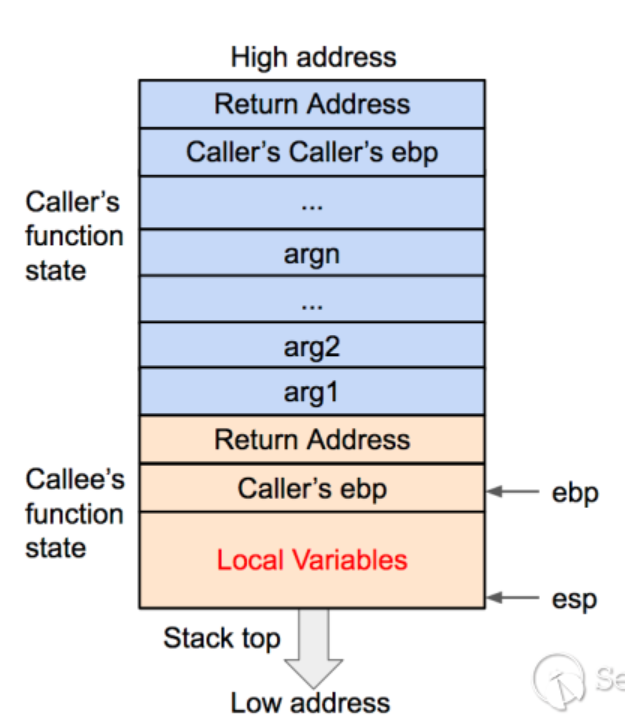 High address
Return Address
Caller's Caller's ebp
...
Caller's
function
state
argn
...
arg2
arg1
Return Address
Callee's
function
state
Caller's ebp
ebp
Local Variables
esp
Stack top
Low address